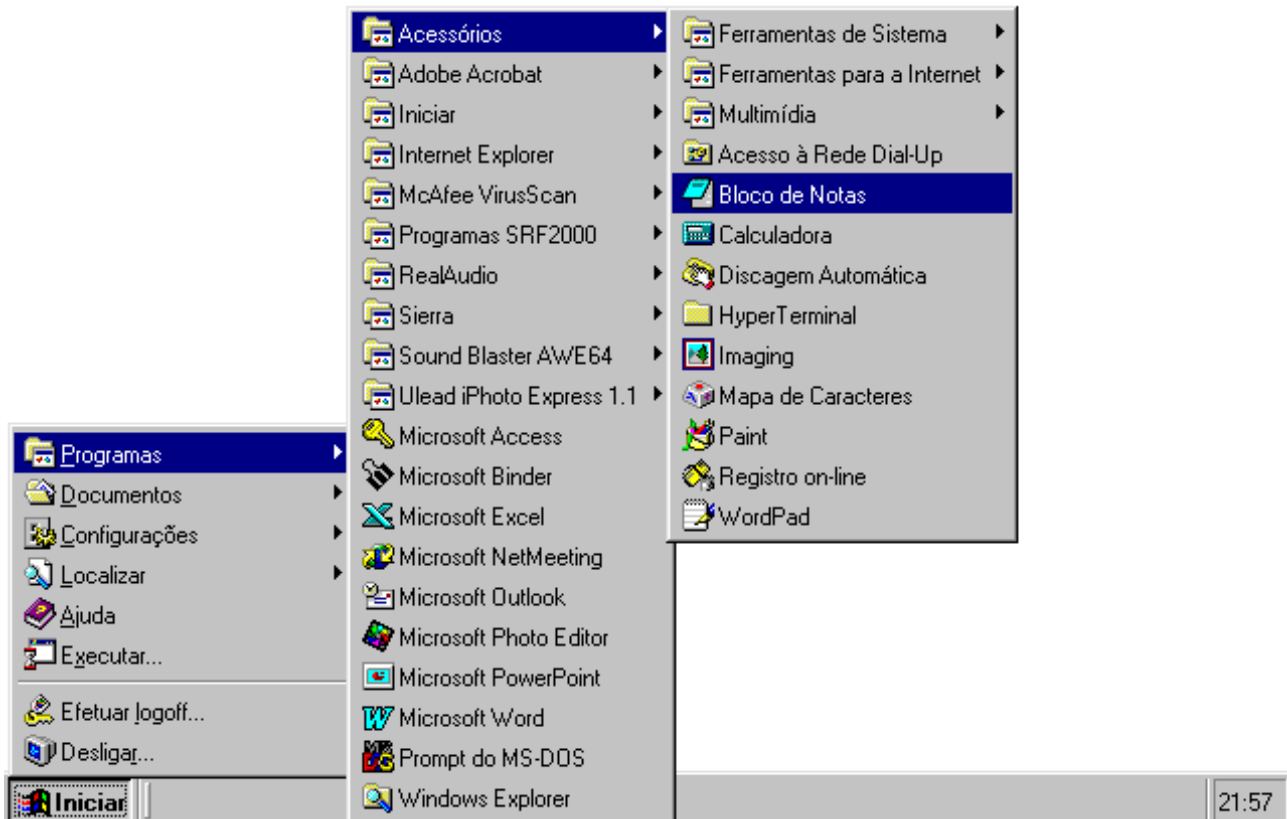 Programas
Documentos
Configurações
Localizar
Ajuda
Executar...
Efetuar logoff...
Desligar...
Iniciar
Acessórios
Adobe Acrobat
Iniciar
Internet Explorer
McAfee VirusScan
Programas SRF2000
RealAudio
Sierra
Sound Blaster AWE64
Ulead iPhoto Express 1.1
Microsoft Access
Microsoft Binder
Microsoft Excel
Microsoft NetMeeting
Microsoft Outlook
Microsoft Photo Editor
Microsoft PowerPoint
Microsoft Word
Prompt do MS-DOS
Windows Explorer
Ferramentas de Sistema
Ferramentas para a Internet
Multimídia
Acesso à Rede Dial-Up
Bloco de Notas
Calculadora
Discagem Automática
HyperTerminal
Imaging
Mapa de Caracteres
Paint
Registro on-line
WordPad
21:57